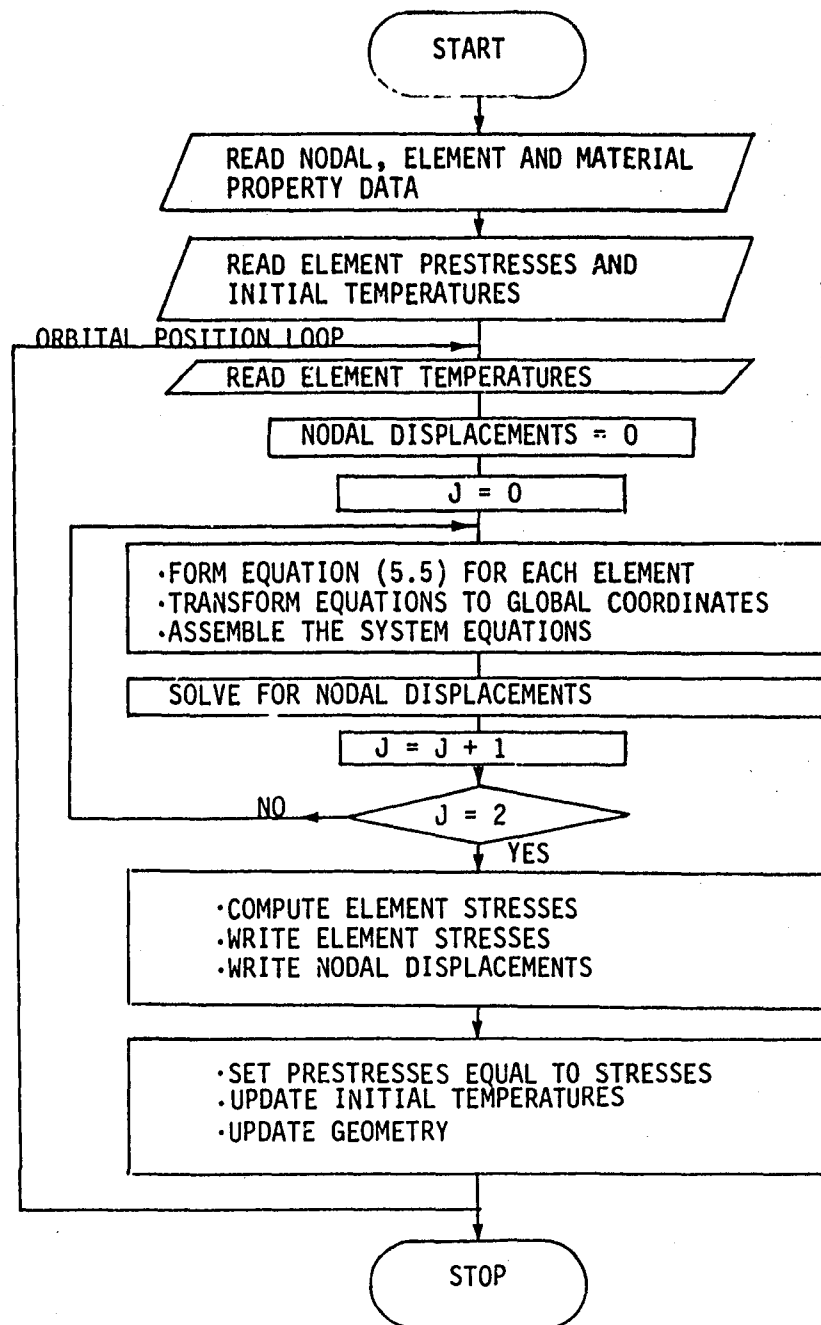 START
READ NODAL, ELEMENT AND MATERIAL
PROPERTY DATA
READ ELEMENT PRESTRESSES AND
INITIAL TEMPERATURES
ORBITAL POSITION LOOP
READ ELEMENT TEMPERATURES
NODAL DISPLACEMENTS = 0
J = 0
·FORM EQUATION (5.5) FOR EACH ELEMENT
·TRANSFORM EQUATIONS TO GLOBAL COORDINATES
·ASSEMBLE THE SYSTEM EQUATIONS
SOLVE FOR NODAL DISPLACEMENTS
J = J + 1
NO
J = 2
YES
·COMPUTE ELEMENT STRESSES
·WRITE ELEMENT STRESSES
·WRITE NODAL DISPLACEMENTS
·SET PRESTRESSES EQUAL TO STRESSES
·UPDATE INITIAL TEMPERATURES
·UPDATE GEOMETRY
STOP